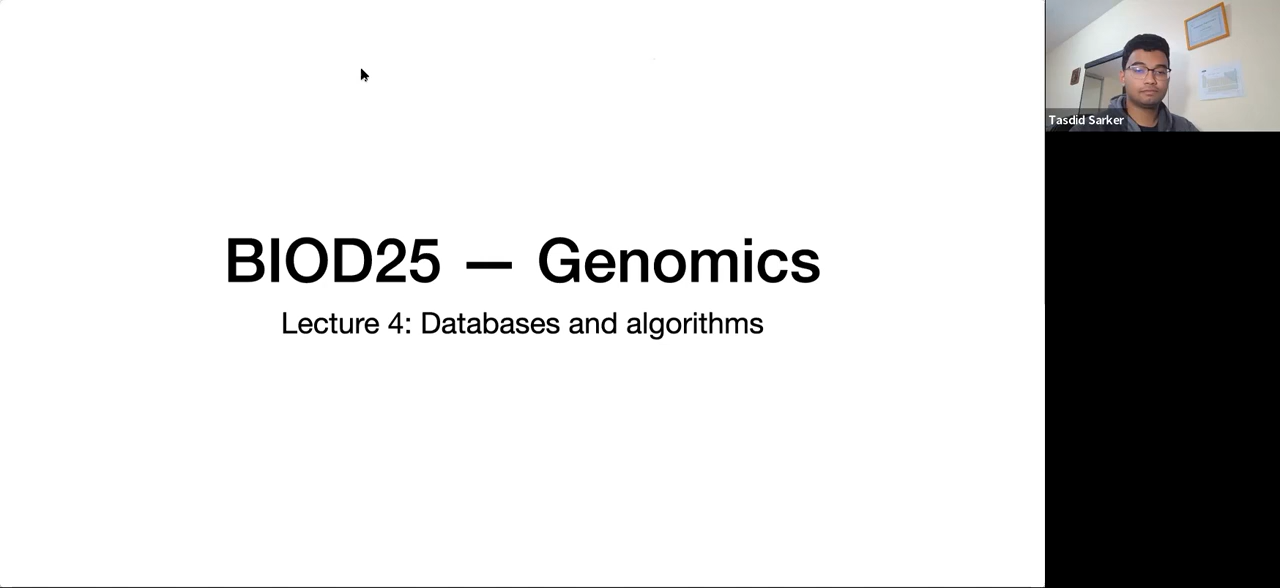 BIOD25 — Genomics
Lecture 4: Databases and algorithms
Tasdid Sarker